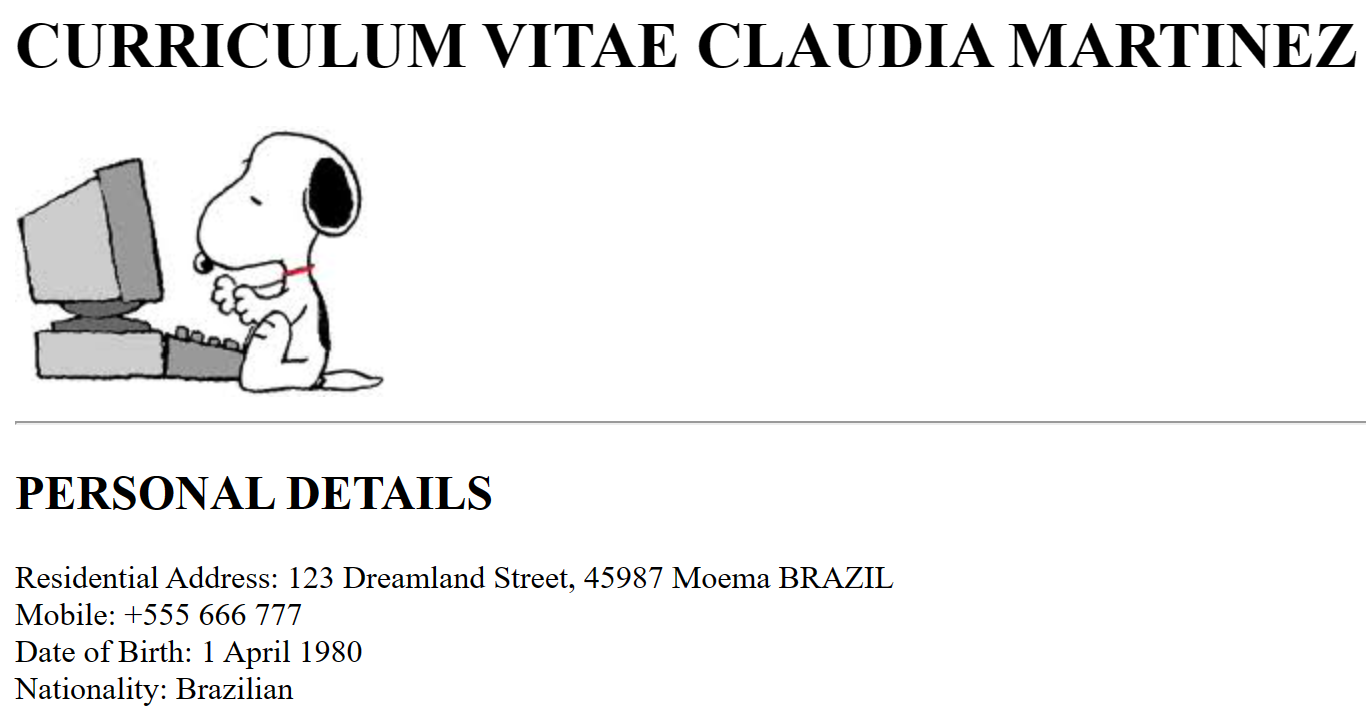 CURRICULUM VITAE CLAUDIA MARTINEZ
PERSONAL DETAILS
Residential Address: 123 Dreamland Street, 45987 Moema BRAZIL
Mobile: +555 666 777
Date of Birth: 1 April 1980
Nationality: Brazilian